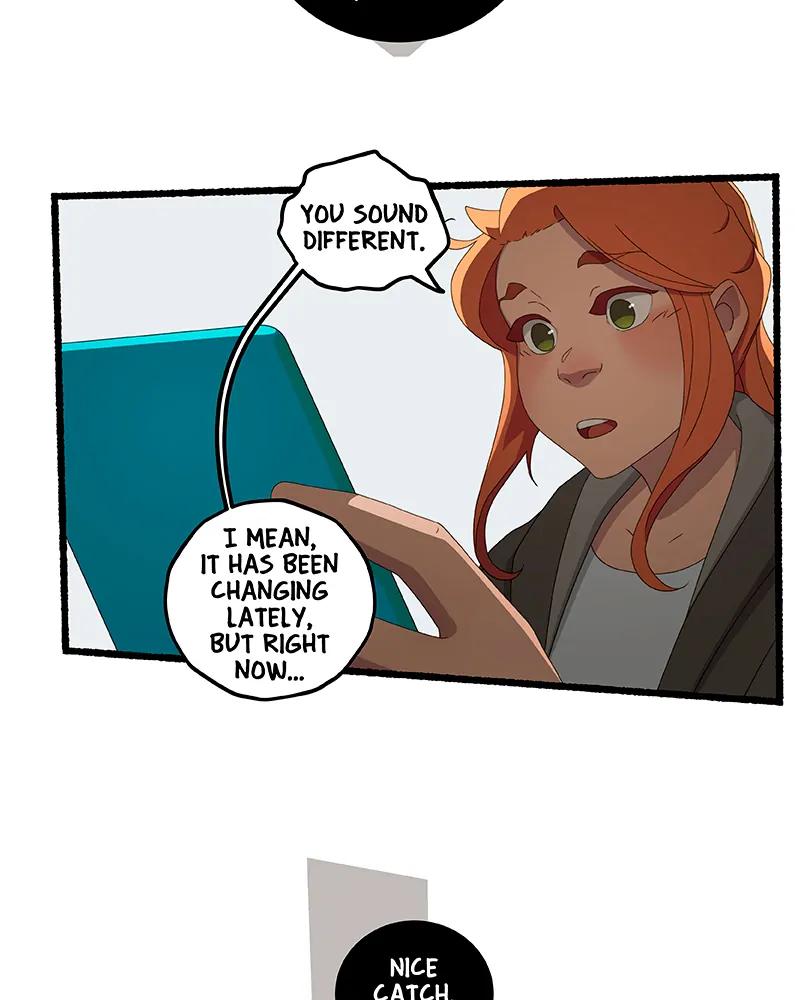 YOU SOUND
DIFFERENT.
I MEAN,
IT HAS BEEN
CHANGING
LATELY,
BUT RIGHT
NOW...
NICE
CATCH.